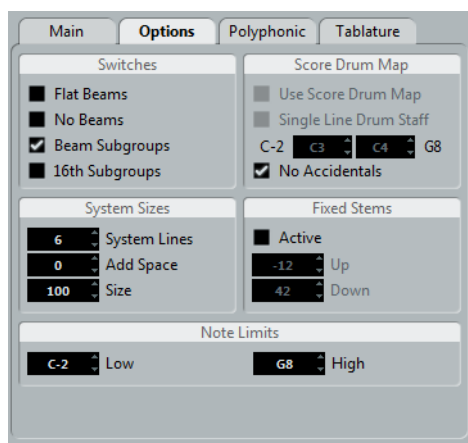 Main Options Polyphonic Tablature
Switches
Flat Beams
No Beams
Beam Subgroups
16th Subgroups
Score Drum Map
Use Score Drum Map
Single Line Drum Staff
C-2 C3 C4 G8
No Accidentals
System Sizes
6 System Lines
0 Add Space
100 Size
Fixed Stems
Active
-12 Up
42 Down
Note Limits
C-2 Low G8 High